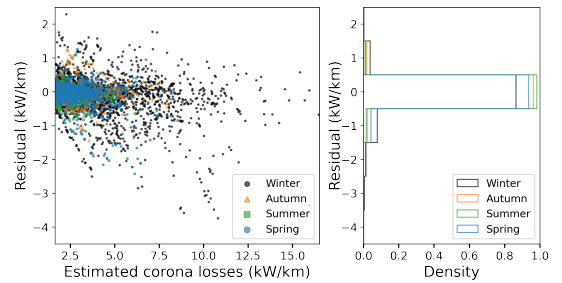 2
1
0
−1
−2
−3
−4
Residual (kW/km)
2.5
5.0
7.5
10.0
12.5
15.0
Estimated corona losses (kW/km)
Winter
Autumn
Summer
Spring
2
1
0
−1
−2
−3
−4
Residual (kW/km)
0.0
0.2
0.4
0.6
0.8
1.0
Density
Winter
Autumn
Summer
Spring